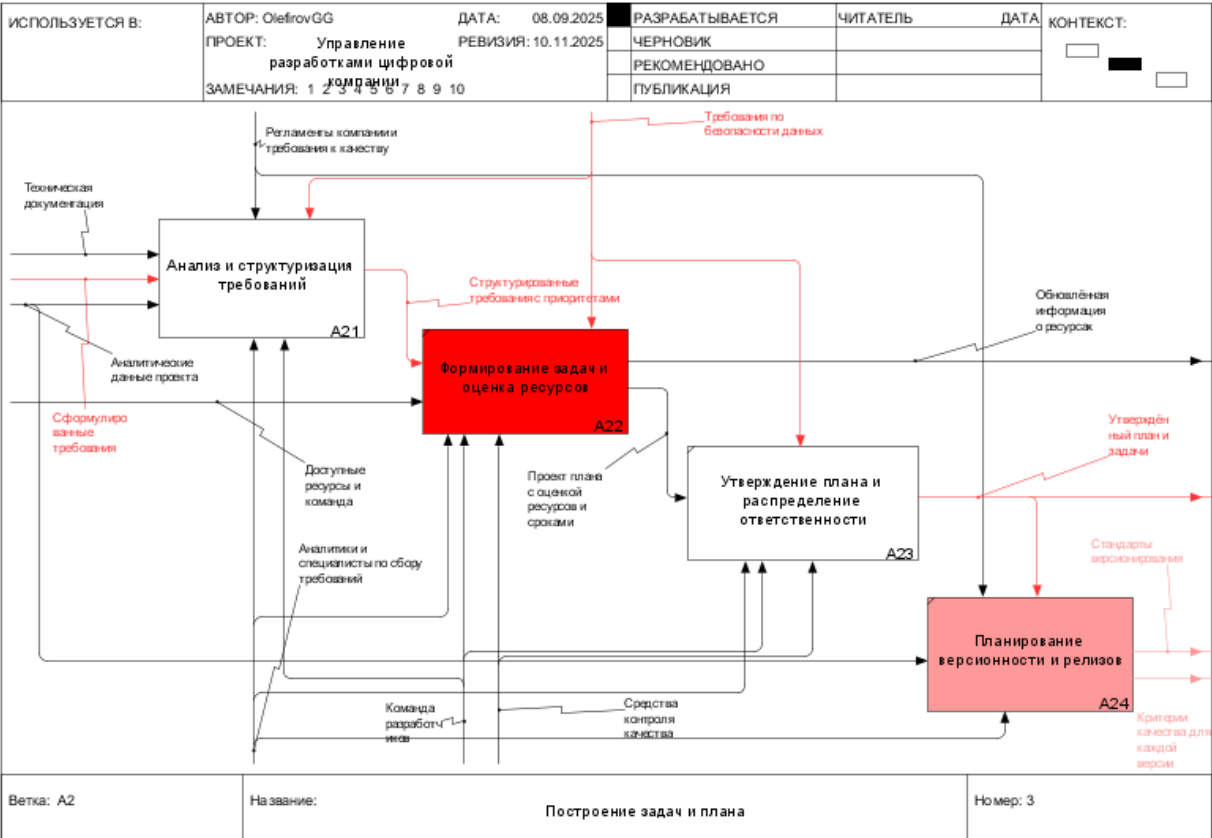 ИСПОЛЬЗУЕТСЯ В:
АВТОР: OlefirovGG
ДАТА: 08.09.2025
ПРОЕКТ: Управление
разработками цифровой
компании
РЕВИЗИЯ: 10.11.2025
ЗАМЕЧАНИЯ: 1 2 3 4 5 6 7 8 9 10
РАЗРАБАТЫВАЕТСЯ
ЧЕРНОВИК
РЕКОМЕНДОВАНО
ПУБЛИКАЦИЯ
ЧИТАТЕЛЬ
ДАТА
КОНТЕКСТ:
Регламенты компании и
требования к качеству
Требования по
безопасности данных
Техническая
документация
Анализ и структуризация
требований
A21
Структурированные
требования с приоритетами
Обновлённая
информация
о ресурсах
Аналитические
данные проекта
Формирование задач и
оценка ресурсов
A22
Сформулиро
ванные
требования
Утверждён
ный план и
задачи
Доступные
ресурсы и
команда
Проект плана
с оценкой
ресурсов и
сроками
Утверждение плана и
распределение
ответственности
A23
Аналитики и
специалисты по сбору
требований
Стандарты
версионирования
Планирование
версионности и релизов
A24
Команда
разработч
иков
Средства
контроля
качества
Критерии
качества для
каждой
версии
Ветка: A2
Название:
Построение задач и плана
Номер: 3